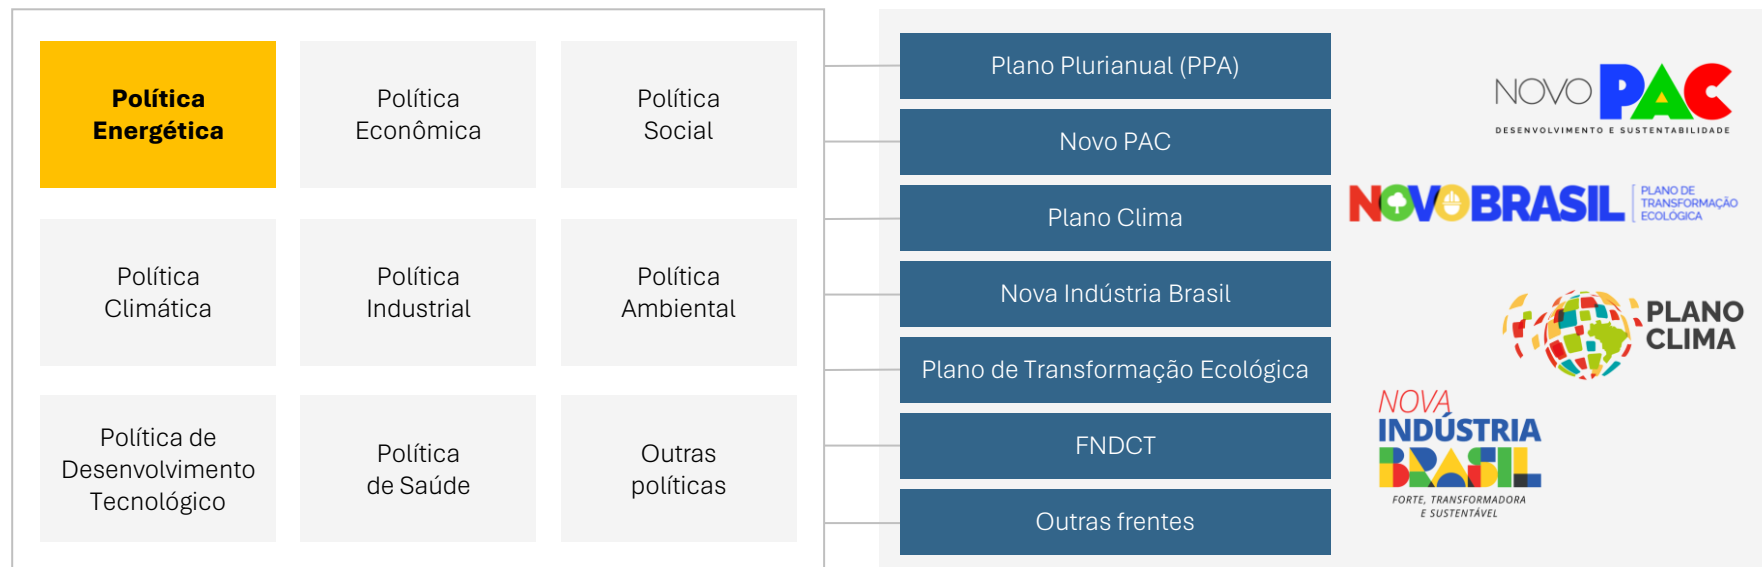 Política
Energética
Política
Econômica
Política
Social
Política
Climática
Política
Industrial
Política
Ambiental
Política de
Desenvolvimento
Tecnológico
Política
de Saúde
Outras
políticas
Plano Plurianual (PPA)
Novo PAC
Plano Clima
Nova Indústria Brasil
Plano de Transformação Ecológica
FNDCT
Outras frentes
NOVO PAC
DESENVOLVIMENTO E SUSTENTABILIDADE
NOVO BRASIL
PLANO DE
TRANSFORMAÇÃO
ECOLÓGICA
PLANO
CLIMA
NOVA
INDÚSTRIA
BRASIL
FORTE, TRANSFORMADORA
E SUSTENTÁVEL